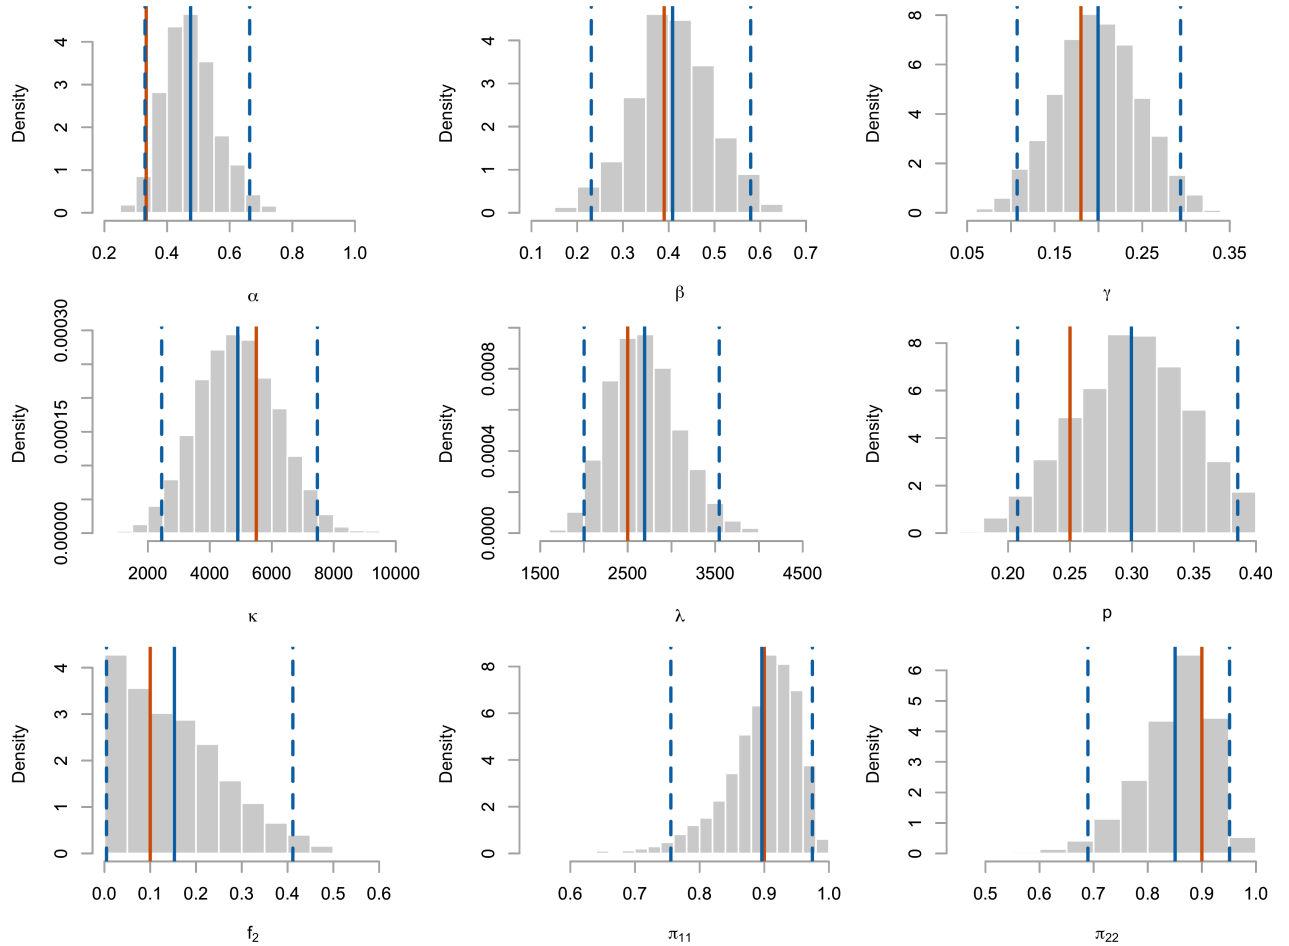 Density
4
3
2
1
0
0.2 0.4 0.6 0.8 1.0
α
Density
4
3
2
1
0
0.1 0.2 0.3 0.4 0.5 0.6 0.7
β
Density
8
6
4
2
0
0.05 0.15 0.25 0.35
γ
Density
0.00030
0.00015
0.00000
2000 4000 6000 8000 10000
κ
Density
0.0008
0.0004
0.0000
1500 2500 3500 4500
λ
Density
8
6
4
2
0
0.20 0.25 0.30 0.35 0.40
p
Density
4
3
2
1
0
0.0 0.1 0.2 0.3 0.4 0.5 0.6
f₂
Density
8
6
4
2
0
0.6 0.7 0.8 0.9 1.0
π₁₁
Density
6
5
4
3
2
1
0
0.5 0.6 0.7 0.8 0.9 1.0
π₂₂